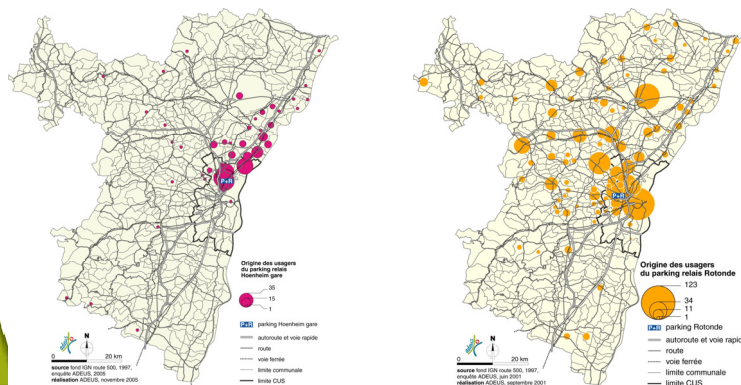 P+R
Origine des usagers
du parking relais
Hoenheim gare
35
15
1
P+R parking Hoenheim gare
autoroute et voie rapide
route
voie ferrée
limite communale
limite CUS
N
0 20 km
source fond IGN route 500, 1997,
enquête ADEUS, 2005
réalisation ADEUS, novembre 2005
P+R
Origine des usagers
du parking relais Rotonde
123
34
11
1
P+R parking Rotonde
autoroute et voie rapid
route
voie ferrée
limite communale
limite CUS
N
0 20 km
source fond IGN route 500, 1997,
enquête ADEUS, juin 2001
réalisation ADEUS, septembre 2001